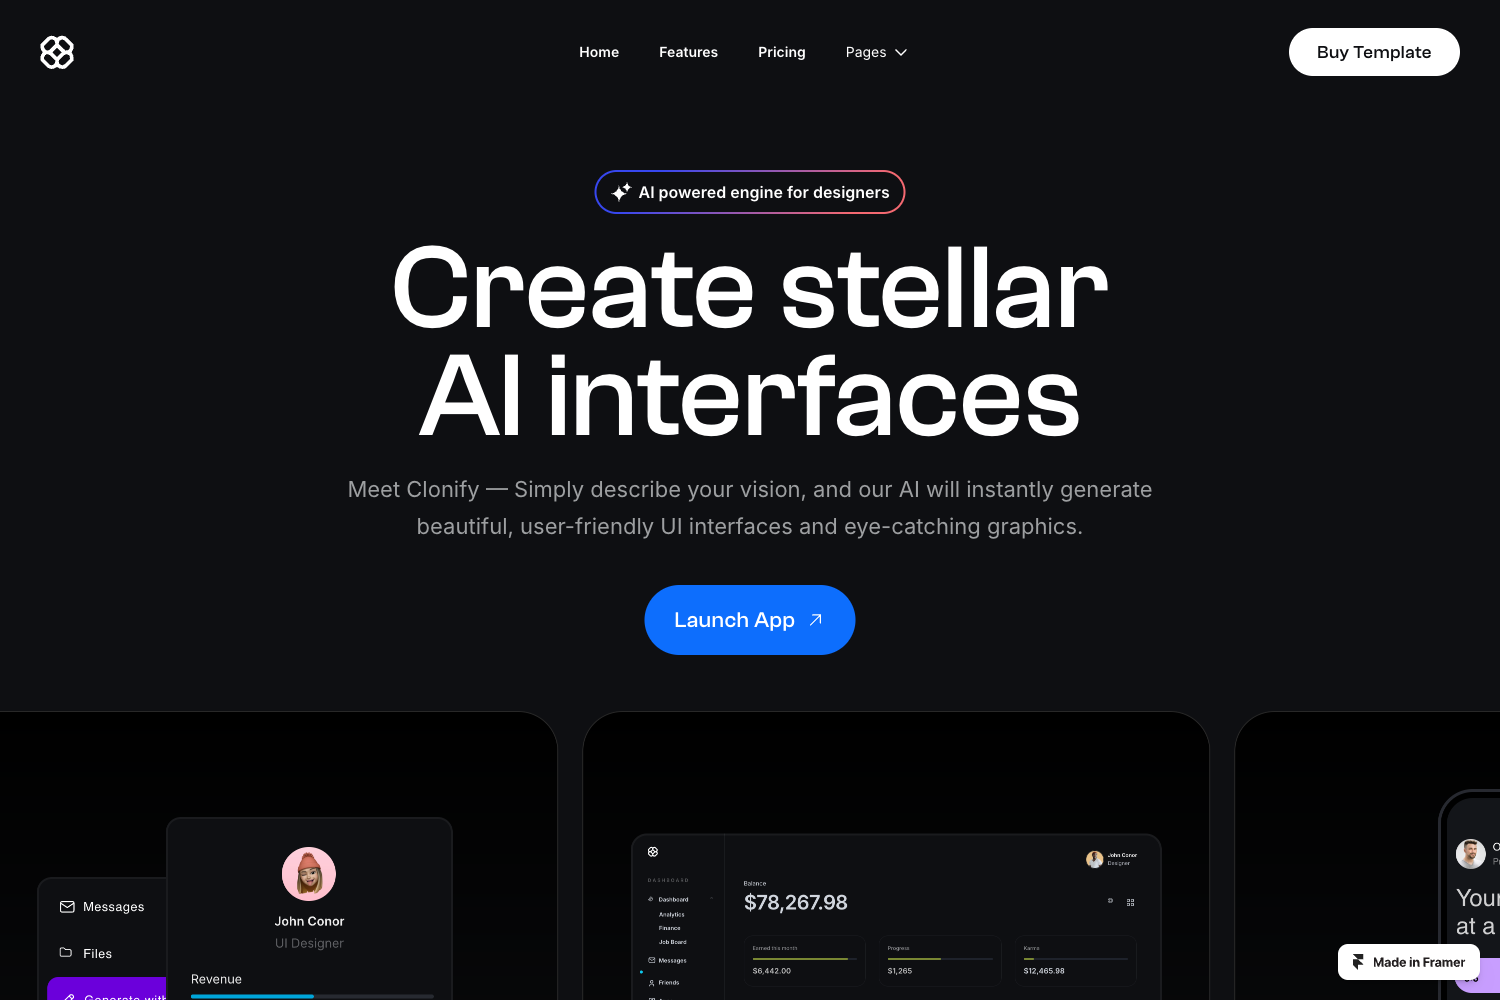 Home
Features
Pricing
Pages
Buy Template
AI powered engine for designers
Create stellar
AI interfaces
Meet Clonify — Simply describe your vision, and our AI will instantly generate
beautiful, user-friendly UI interfaces and eye-catching graphics.
Launch App
Messages
Files
Generate with
John Conor
UI Designer
Revenue
DASHBOARD
Dashboard
Analytics
Finance
Job Board
Messages
Friends
John Conor
Designer
Balance
$78,267.98
Earned this month
$6,442.00
Progress
$1,265
Karma
$12,465.98
Your
at a
Made in Framer